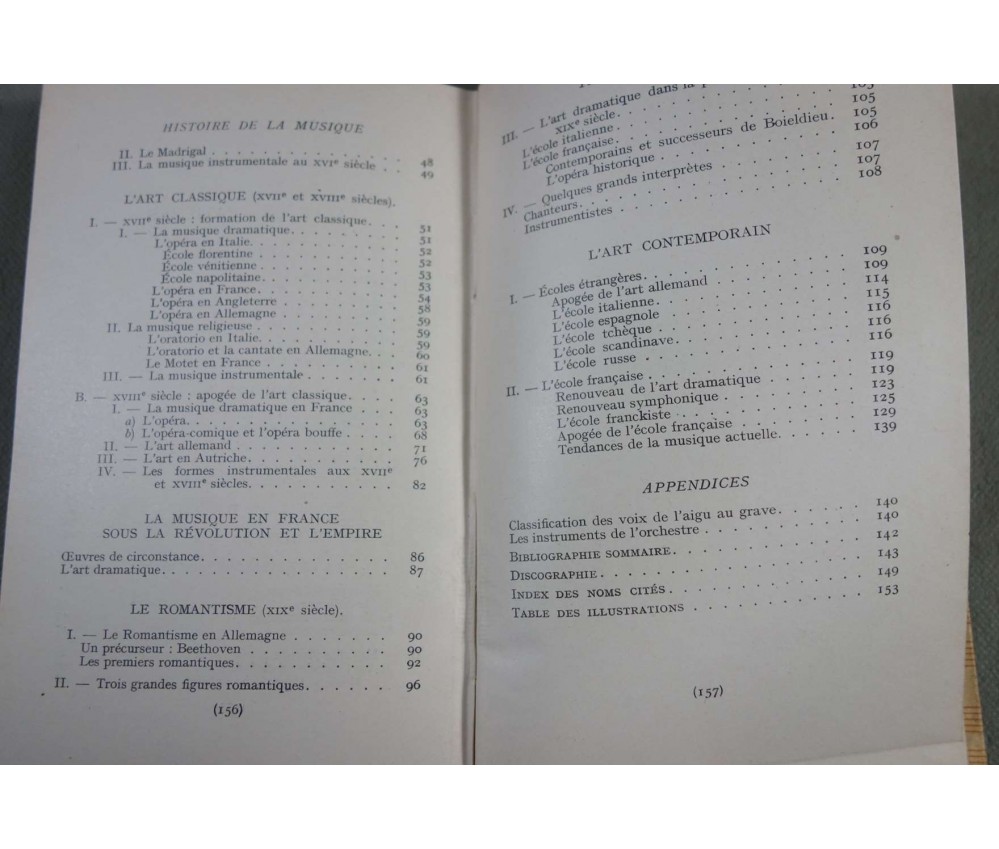 HISTOIRE DE LA MUSIQUE
II. Le Madrigal . . . . . . . . . . . . . 48
III. La musique instrumentale au XVIe siècle . . 49
L'ART CLASSIQUE (XVIIe et XVIIIe siècles).
I. — XVIIe siècle : formation de l'art classique. . . . 51
I. — La musique dramatique. . . . . . . . . 51
L'opéra en Italie. . . . . . . . . . . 52
École florentine . . . . . . . . . . 52
École vénitienne . . . . . . . . . . 53
École napolitaine. . . . . . . . . . 53
L'opéra en France. . . . . . . . . . . 54
L'opéra en Angleterre . . . . . . . . . 58
L'opéra en Allemagne . . . . . . . . . 59
II. La musique religieuse . . . . . . . . . . 59
L'oratorio en Italie. . . . . . . . . . 59
L'oratorio et la cantate en Allemagne. . . 60
Le Motet en France . . . . . . . . . . 61
III. — La musique instrumentale . . . . . . . . 61
B. — XVIIIe siècle : apogée de l'art classique. . . . . 63
I. — La musique dramatique en France . . . . 63
a) L'opéra. . . . . . . . . . . . . . 63
b) L'opéra-comique et l'opéra bouffe . . . . 68
II. — L'art allemand . . . . . . . . . . . 71
III. — L'art en Autriche. . . . . . . . . . . 76
IV. — Les formes instrumentales aux XVIIe
et XVIIIe siècles. . . . . . . . . . . 82
LA MUSIQUE EN FRANCE
SOUS LA RÉVOLUTION ET L'EMPIRE
Œuvres de circonstance. . . . . . . . . . . . . 86
L'art dramatique. . . . . . . . . . . . . . . 87
LE ROMANTISME (XIXe siècle).
I. — Le Romantisme en Allemagne . . . . . . . 90
Un précurseur : Beethoven . . . . . . . . . 90
Les premiers romantiques. . . . . . . . . . 92
II. — Trois grandes figures romantiques. . . . . . 96
(156)
III. — L'art dramatique dans la
XIXe siècle. . . . . . . . . . . . . 105
L'école italienne. . . . . . . . . . . . 105
L'école française. . . . . . . . . . . . 105
Contemporains et successeurs de Boieldieu. 106
L'opéra historique . . . . . . . . . .
IV. — Quelques grands interprètes . . . . . . . 107
Chanteurs. . . . . . . . . . . . . . 107
Instrumentistes . . . . . . . . . . . . 108
L'ART CONTEMPORAIN
I. — Écoles étrangères. . . . . . . . . . . . 109
Apogée de l'art allemand . . . . . . . . 109
L'école italienne. . . . . . . . . . . . 114
L'école espagnole . . . . . . . . . . . 115
L'école tchèque . . . . . . . . . . . . 116
L'école scandinave. . . . . . . . . . . 116
L'école russe . . . . . . . . . . . . . 116
II. — L'école française . . . . . . . . . . . . 119
Renouveau de l'art dramatique . . . . . . 119
Renouveau symphonique . . . . . . . . . 123
L'école franckiste . . . . . . . . . . . 125
Apogée de l'école française . . . . . . . . 129
Tendances de la musique actuelle. . . . . . 139
APPENDICES
Classification des voix de l'aigu au grave. . . . . . 140
Les instruments de l'orchestre . . . . . . . . . . 140
BIBLIOGRAPHIE SOMMAIRE. . . . . . . . . . . . 142
DISCOGRAPHIE. . . . . . . . . . . . . . . . 143
INDEX DES NOMS CITÉS. . . . . . . . . . . . . 149
TABLE DES ILLUSTRATIONS . . . . . . . . . . . 153
(157)